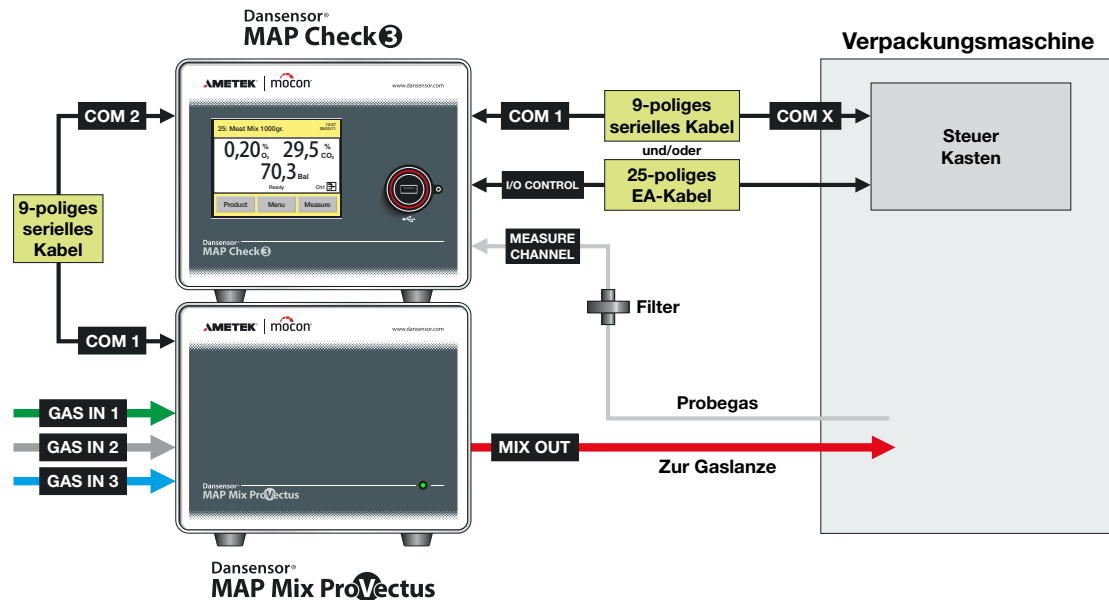 Dansensor®
MAP Check3
Verpackungsmaschine
AMETEK® mocon®
www.dansensor.com
COM 2
COM 1
9-poliges
serielles Kabel
COM X
Steuer
Kasten
und/oder
I/O CONTROL
25-poliges
EA-Kabel
25: Meat Mix 1000gr.
0,20 % O₂
29,5 % CO₂
70,3 Bal
Ready
Ch1
Product
Menu
Measure
9-poliges
serielles
Kabel
Dansensor®
MAP Check3
MEASURE
CHANNEL
Filter
AMETEK® mocon®
www.dansensor.com
COM 1
GAS IN 1
GAS IN 2
GAS IN 3
Probegas
MIX OUT
Zur Gaslanze
Dansensor®
MAP Mix ProVectus
Dansensor®
MAP Mix ProVectus